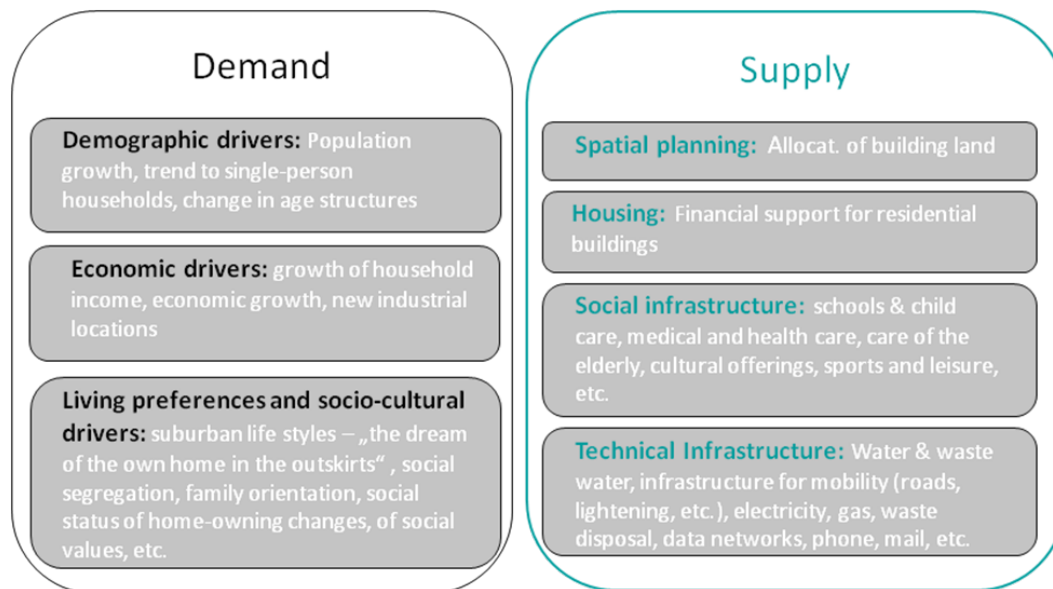 Demand
Demographic drivers: Population
growth, trend to single-person
households, change in age structures
Economic drivers: growth of household
income, economic growth, new industrial
locations
Living preferences and socio-cultural
drivers: suburban life styles – „the dream
of the own home in the outskirts“ , social
segregation, family orientation, social
status of home-owning changes, of social
values, etc.
Supply
Spatial planning: Allocat. of building land
Housing: Financial support for residential
buildings
Social infrastructure: schools & child
care, medical and health care, care of the
elderly, cultural offerings, sports and leisure,
etc.
Technical Infrastructure: Water & waste
water, infrastructure for mobility (roads,
lightening, etc.), electricity, gas, waste
disposal, data networks, phone, mail, etc.